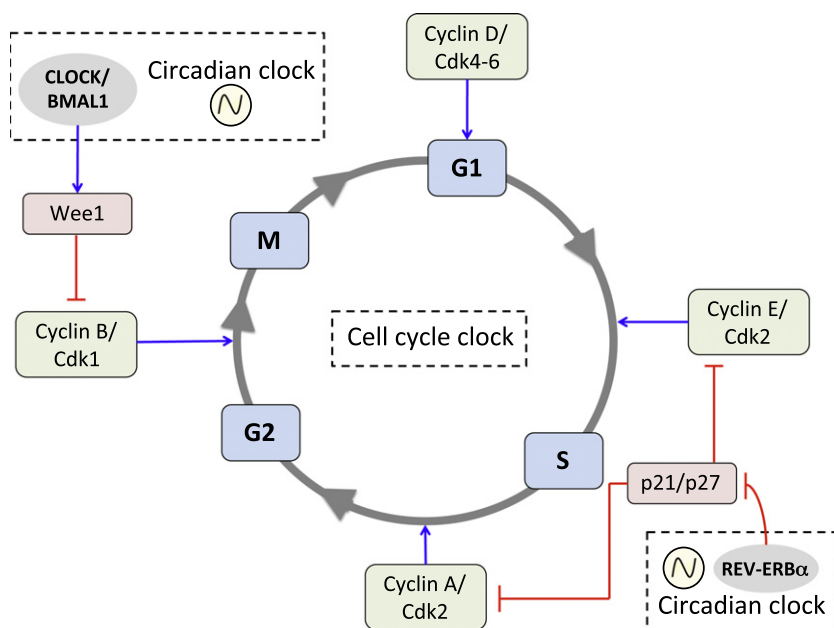 Cyclin D/
Cdk4-6
CLOCK/
BMAL1
Circadian clock
G1
Wee1
M
Cyclin B/
Cdk1
Cell cycle clock
Cyclin E/
Cdk2
G2
S
p21/p27
Cyclin A/
Cdk2
REV-ERBα
Circadian clock